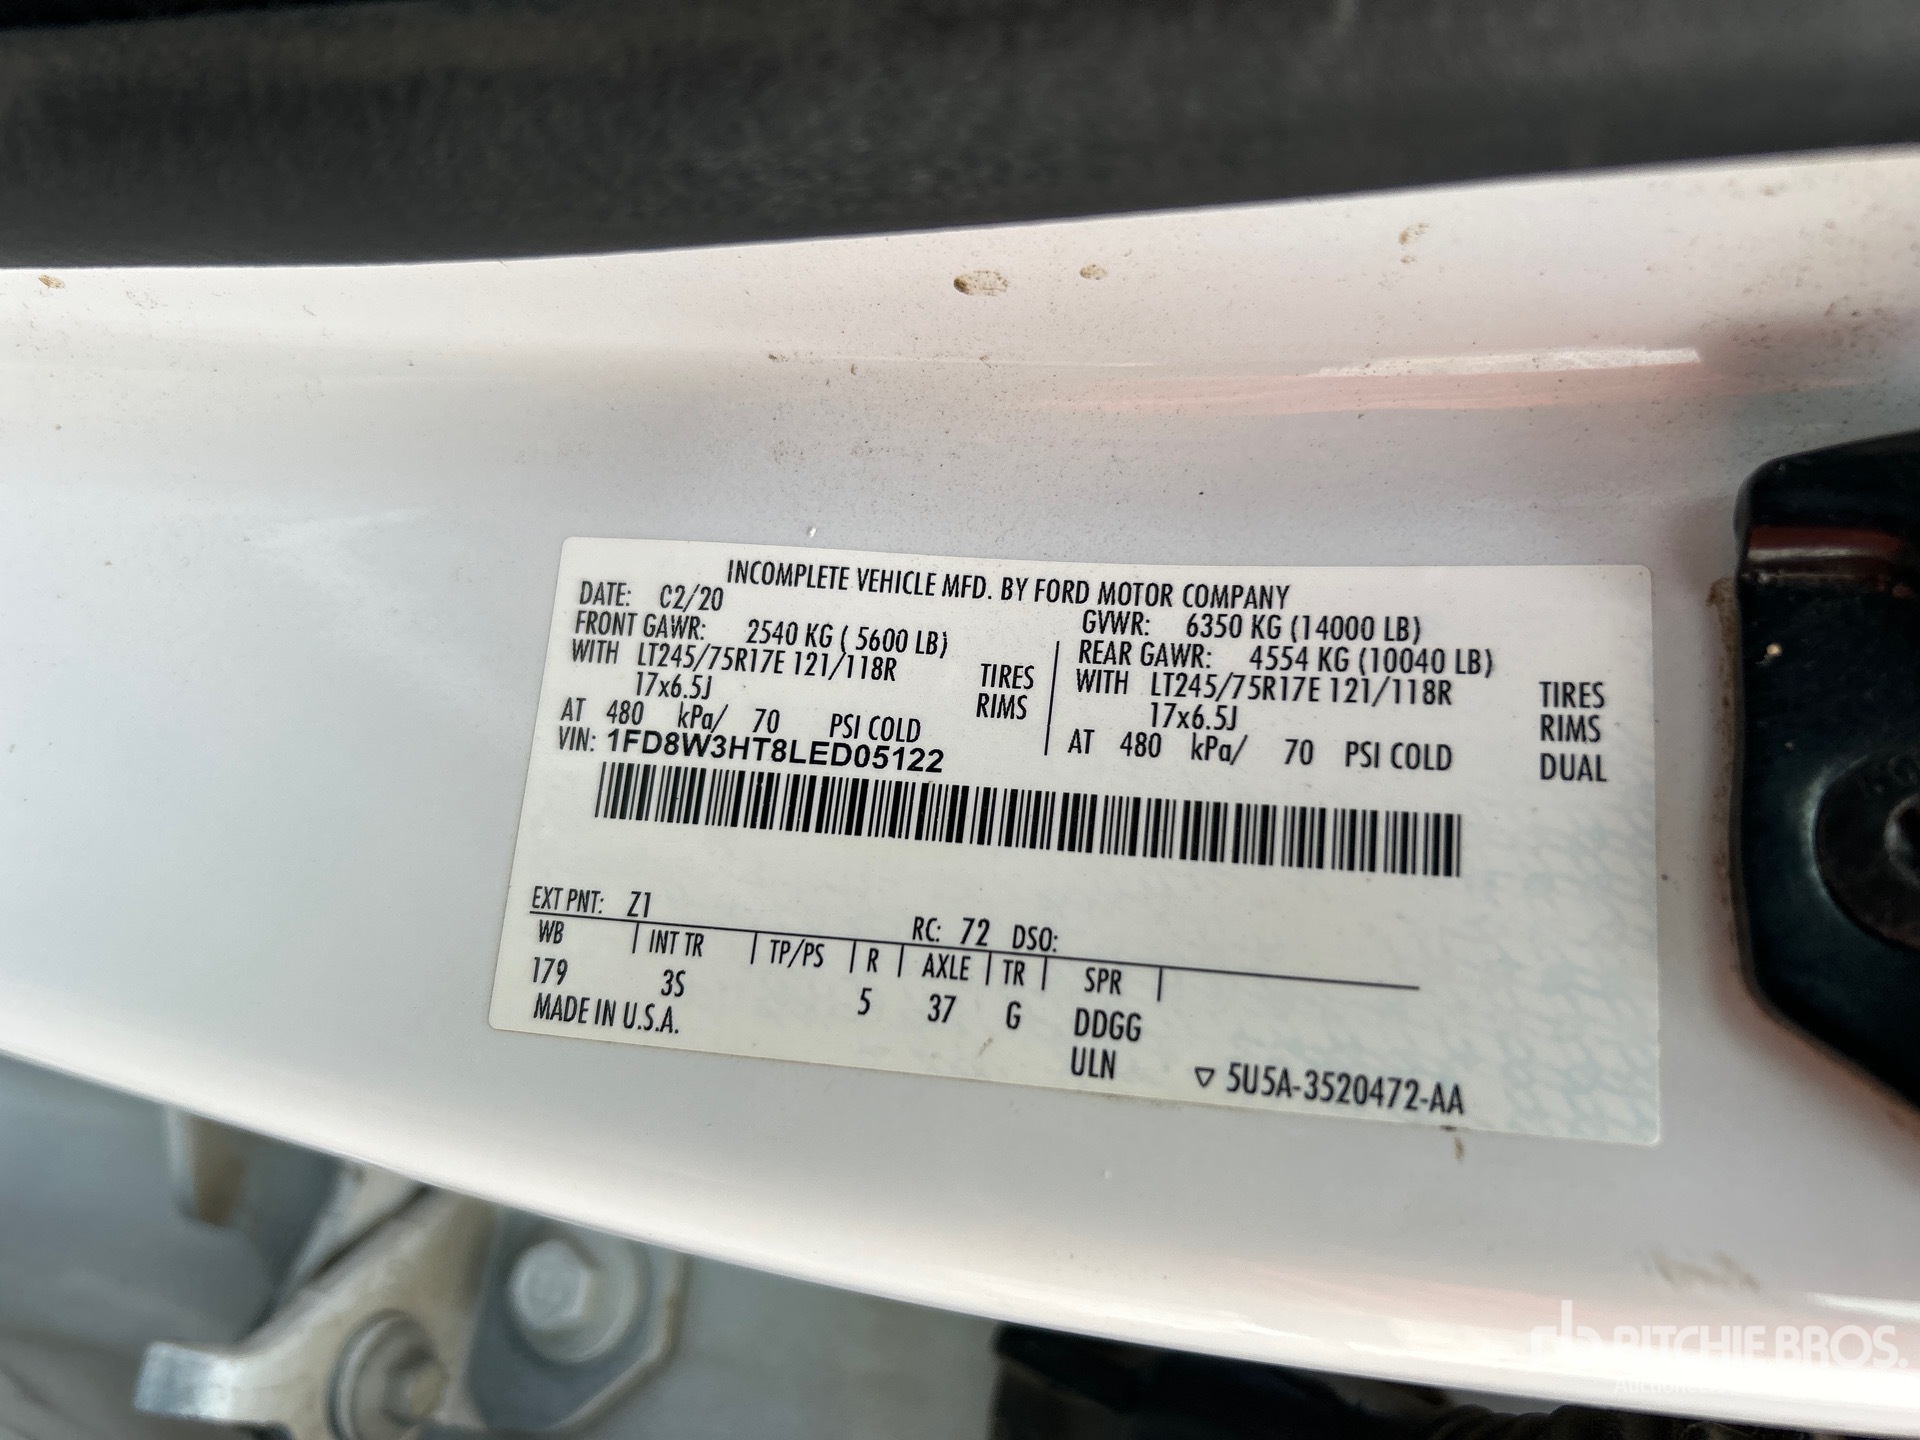 INCOMPLETE VEHICLE MFD. BY FORD MOTOR COMPANY
DATE: C2/20 GVWR: 6350 KG (14000 LB)
FRONT GAWR: 2540 KG ( 5600 LB) REAR GAWR: 4554 KG (10040 LB)
WITH LT245/75R17E 121/118R TIRES WITH LT245/75R17E 121/118R TIRES
17x6.5J RIMS 17x6.5J RIMS
AT 480 kPa/ 70 PSI COLD AT 480 kPa/ 70 PSI COLD DUAL
VIN: 1FD8W3HT8LED05122
EXT PNT: Z1 RC: 72 DSO:
WB INT TR TP/PS R AXLE TR SPR
179 3S 5 37 G DDGG
MADE IN U.S.A. ULN ▽ 5U5A-3520472-AA
rb RITCHIE BROS.